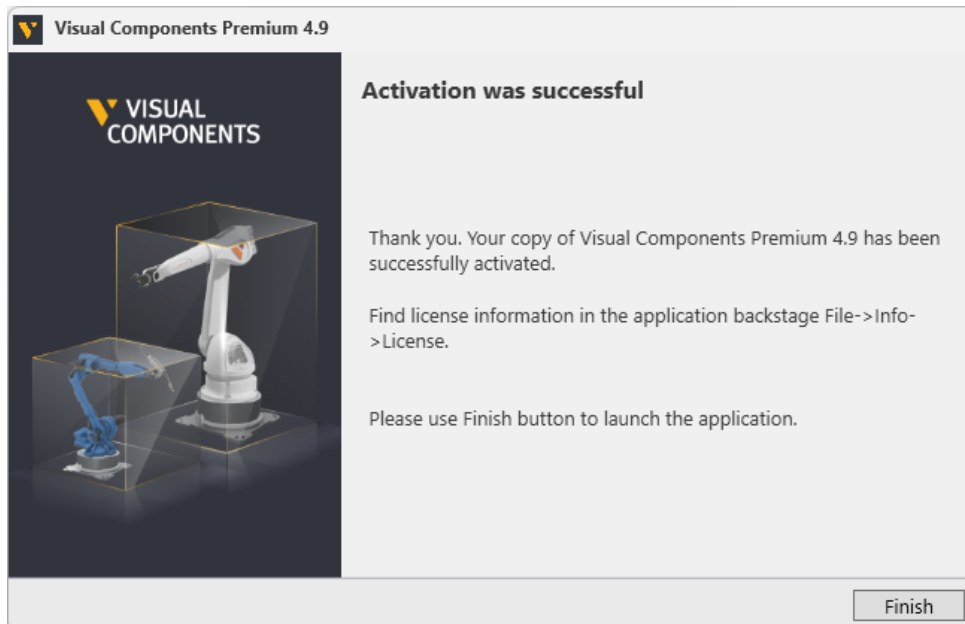 Visual Components Premium 4.9
VISUAL
COMPONENTS
Activation was successful
Thank you. Your copy of Visual Components Premium 4.9 has been
successfully activated.
Find license information in the application backstage File->Info-
>License.
Please use Finish button to launch the application.
Finish